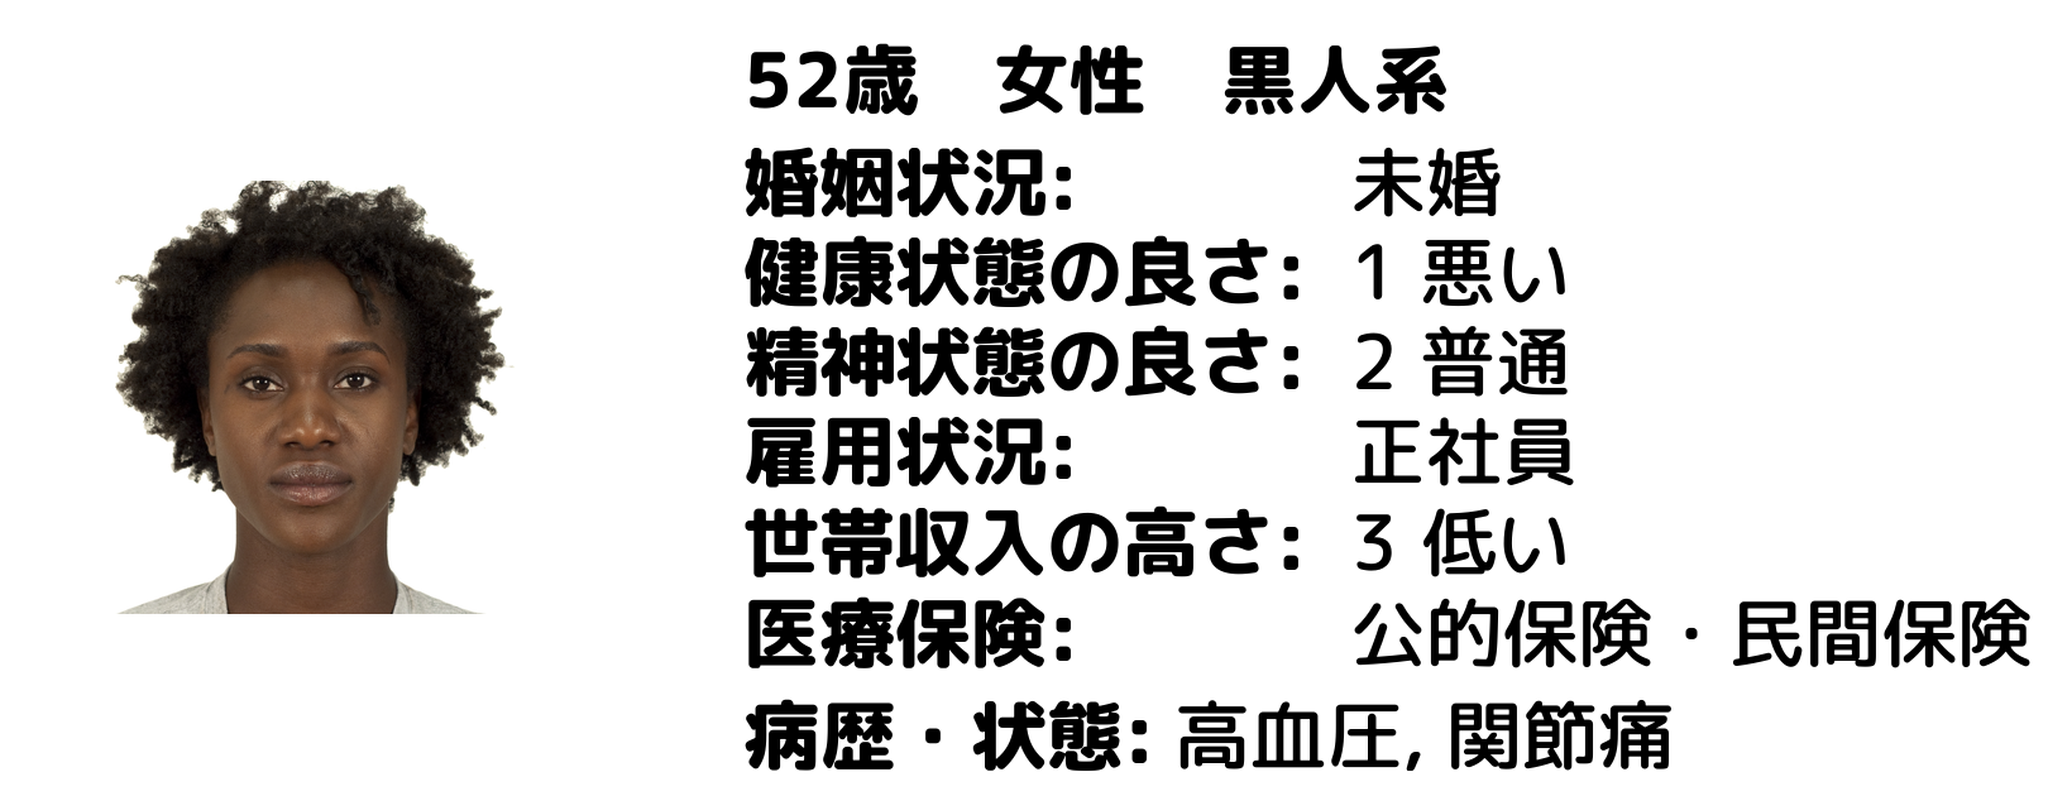 52歳　女性　黒人系
婚姻状況: 未婚
健康状態の良さ: 1 悪い
精神状態の良さ: 2 普通
雇用状況: 正社員
世帯収入の高さ: 3 低い
医療保険: 公的保険・民間保険
病歴・状態: 高血圧, 関節痛